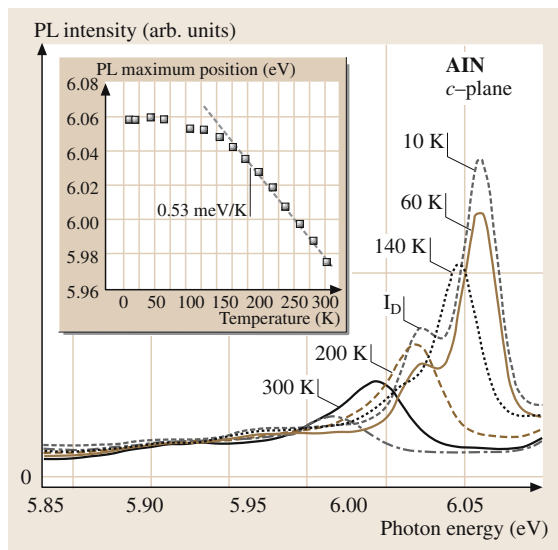 PL intensity (arb. units)
PL maximum position (eV)
6.08
6.06
6.04
6.02
6.00
5.98
5.96
0.53 meV/K
0 50 100 150 200 250 300
Temperature (K)
AlN
c–plane
10 K
60 K
140 K
I_D
200 K
300 K
0
5.85 5.90 5.95 6.00 6.05
Photon energy (eV)